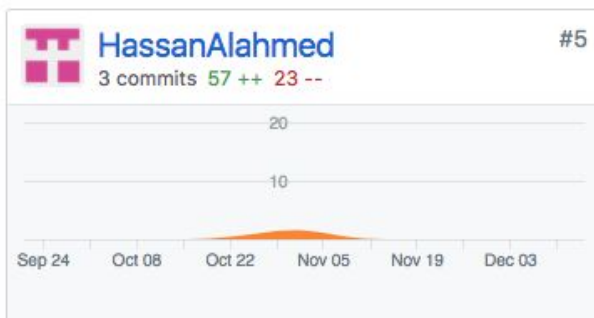 HassanAlahmed #5
3 commits 57 ++ 23 --
20
10
Sep 24 Oct 08 Oct 22 Nov 05 Nov 19 Dec 03